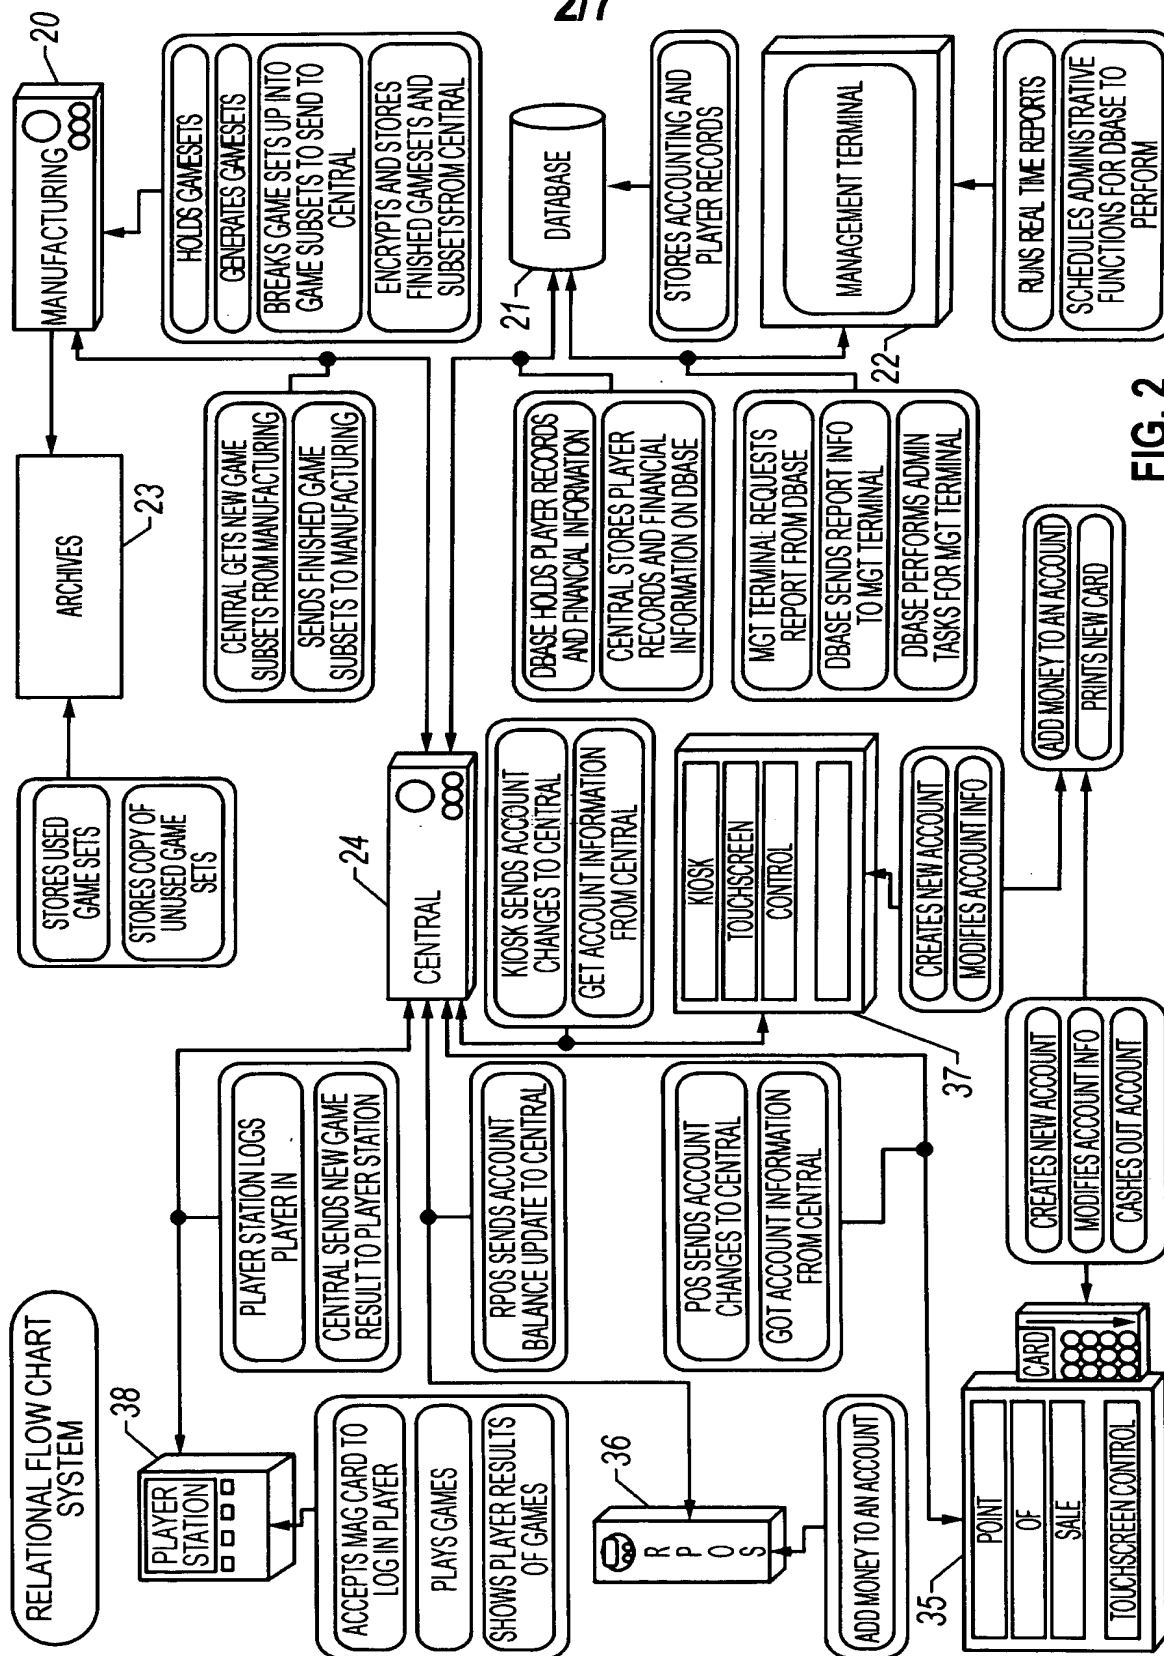 2/7
RELATIONAL FLOW CHART
SYSTEM
38
PLAYER
STATION
ACCEPTS MAG CARD TO
LOG IN PLAYER
PLAYS GAMES
SHOWS PLAYER RESULTS
OF GAMES
36
R
P
O
S
ADD MONEY TO AN ACCOUNT
35
POINT
OF
SALE
TOUCHSCREEN CONTROL
CARD
PLAYER STATION LOGS
PLAYER IN
CENTRAL SENDS NEW GAME
RESULT TO PLAYER STATION
RPOS SENDS ACCOUNT
BALANCE UPDATE TO CENTRAL
POS SENDS ACCOUNT
CHANGES TO CENTRAL
GOT ACCOUNT INFORMATION
FROM CENTRAL
CREATES NEW ACCOUNT
MODIFIES ACCOUNT INFO
CASHES OUT ACCOUNT
STORES USED
GAME SETS
STORES COPY OF
UNUSED GAME
SETS
24
CENTRAL
KIOSK SENDS ACCOUNT
CHANGES TO CENTRAL
GET ACCOUNT INFORMATION
FROM CENTRAL
KIOSK
TOUCHSCREEN
CONTROL
37
CREATES NEW ACCOUNT
MODIFIES ACCOUNT INFO
ADD MONEY TO AN ACCOUNT
PRINTS NEW CARD
ARCHIVES
23
CENTRAL GETS NEW GAME
SUBSETS FROM MANUFACTURING
SENDS FINISHED GAME
SUBSETS TO MANUFACTURING
DBASE HOLDS PLAYER RECORDS
AND FINANCIAL INFORMATION
CENTRAL STORES PLAYER
RECORDS AND FINANCIAL
INFORMATION ON DBASE
MGT TERMINAL REQUESTS
REPORT FROM DBASE
DBASE SENDS REPORT INFO
TO MGT TERMINAL
DBASE PERFORMS ADMIN
TASKS FOR MGT TERMINAL
MANUFACTURING
20
HOLDS GAMESETS
GENERATES GAMESETS
BREAKS GAME SETS UP INTO
GAME SUBSETS TO SEND TO
CENTRAL
ENCRYPTS AND STORES
FINISHED GAMESETS AND
SUBSETSFROM CENTRAL
21
DATABASE
STORES ACCOUNTING AND
PLAYER RECORDS
22
MANAGEMENT TERMINAL
RUNS REAL TIME REPORTS
SCHEDULES ADMINISTRATIVE
FUNCTIONS FOR DBASE TO
PERFORM
FIG. 2